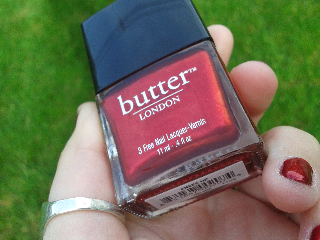 butter™
LONDON
3 Free Nail Lacquer-Vernis
11 ml - .4 fl oz